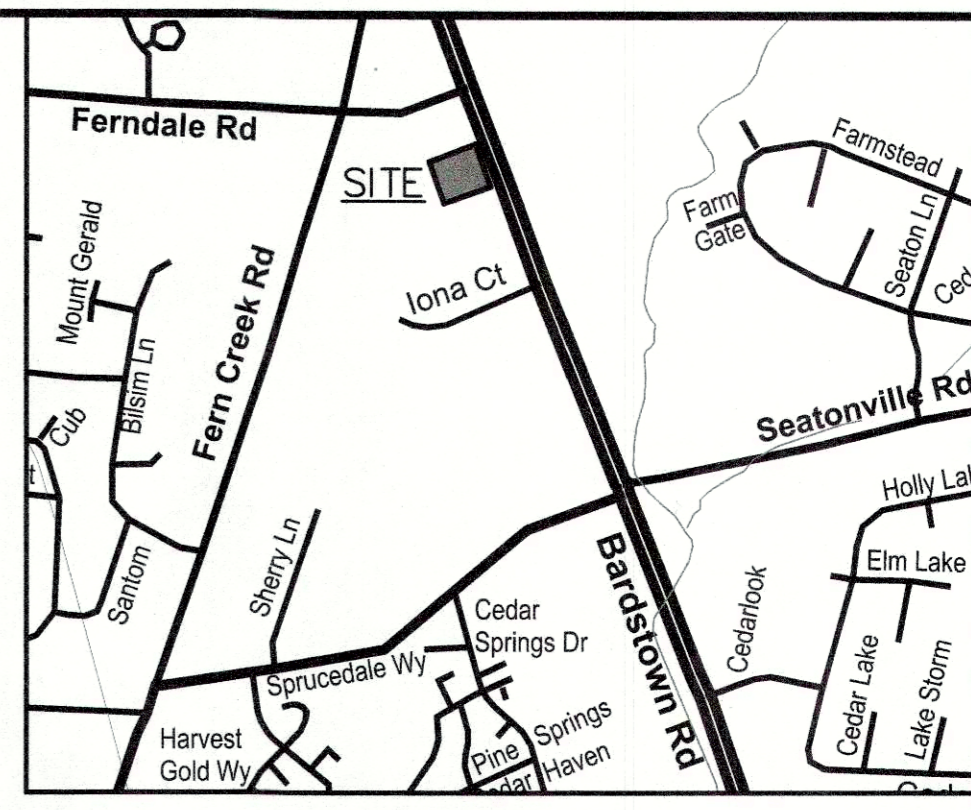 Ferndale Rd
SITE
Farmstead
Farm
Gate
Seaton Ln
Mount Gerald
Fern Creek Rd
Iona Ct
Bilsim Ln
Cub
Seatonville Rd
Holly
Sherry Ln
Santom
Bardstown Rd
Elm Lake
Cedarlook
Cedar
Springs Dr
Sprucedale Wy
Cedar Lake
Lake Storm
Harvest
Gold Wy
Pine
Springs
Haven